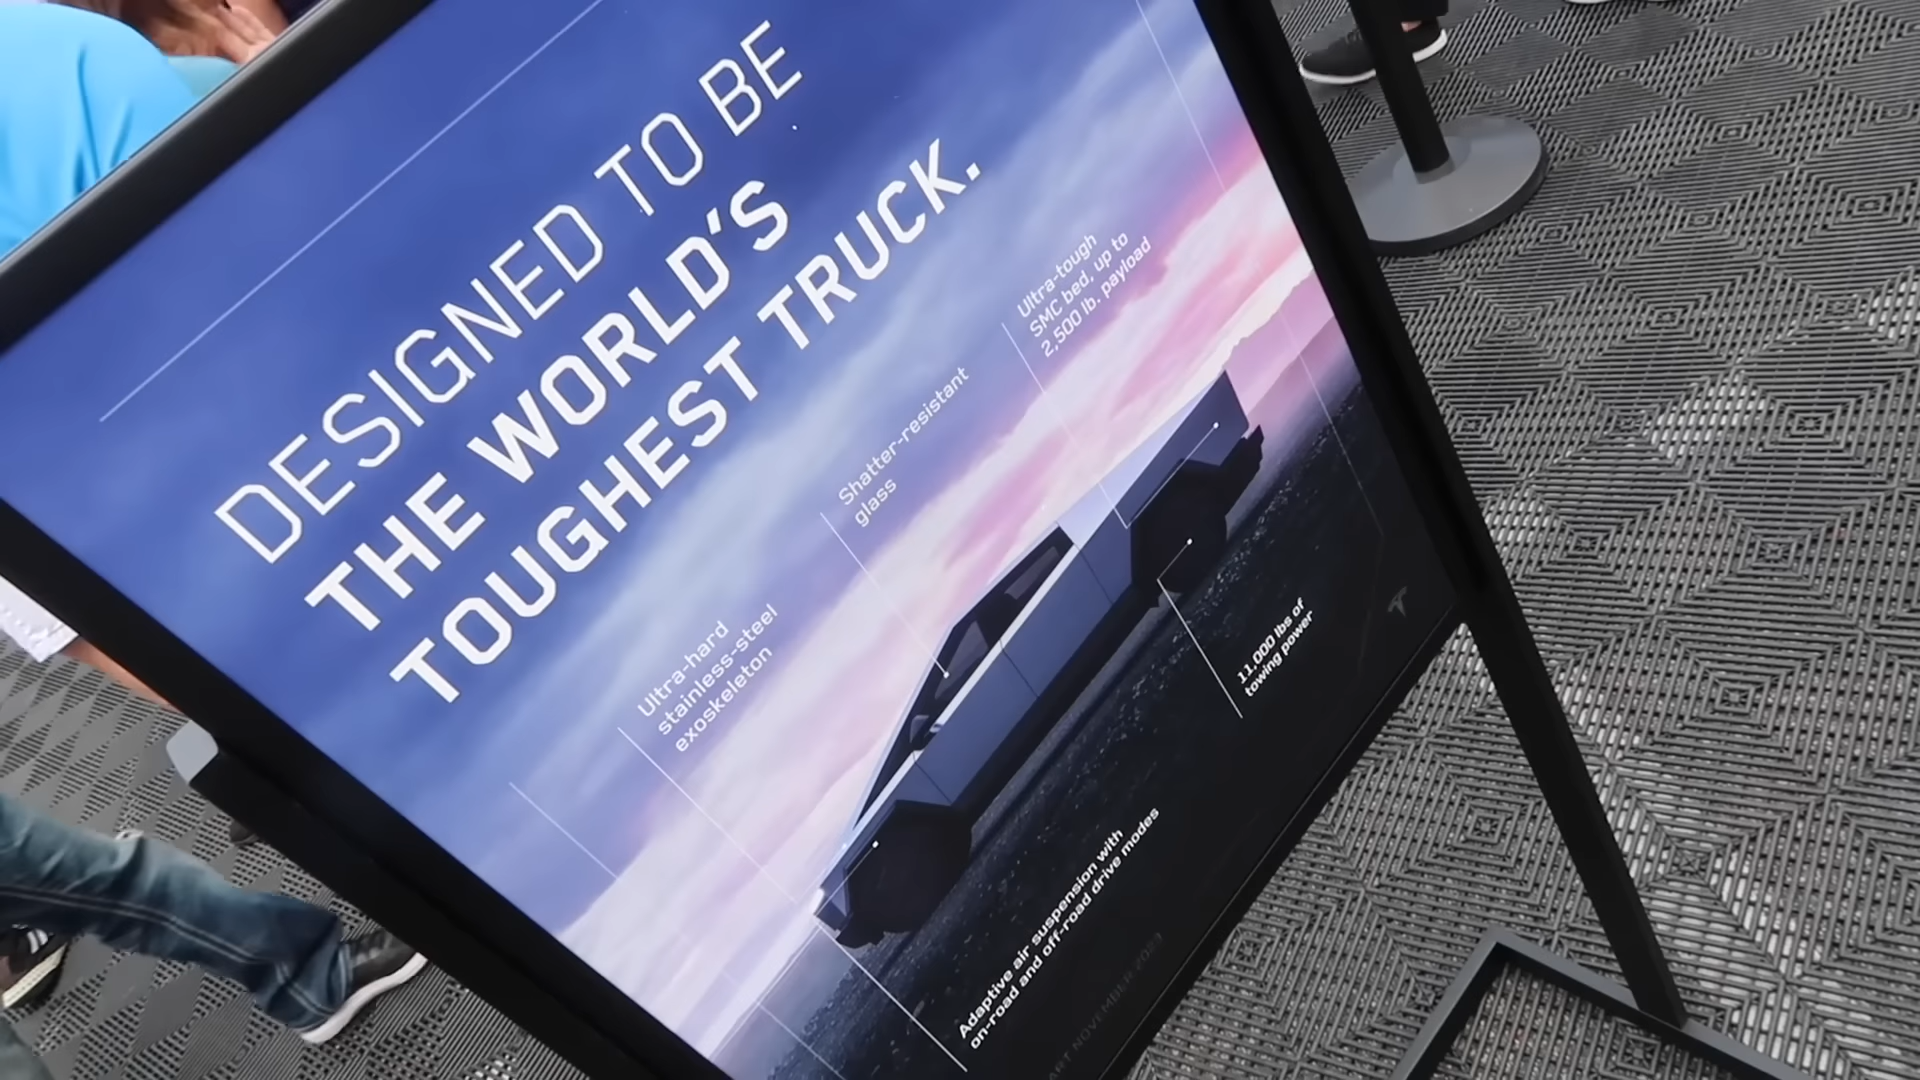 DESIGNED TO BE
THE WORLD'S
TOUGHEST TRUCK.
Ultra-tough
SMC bed, up to
2,500 lb. payload
Shatter-resistant
glass
Ultra-hard
stainless-steel
exoskeleton
11,000 lbs of
towing power
Adaptive air suspension with
on-road and off-road drive modes
NOVEMBER